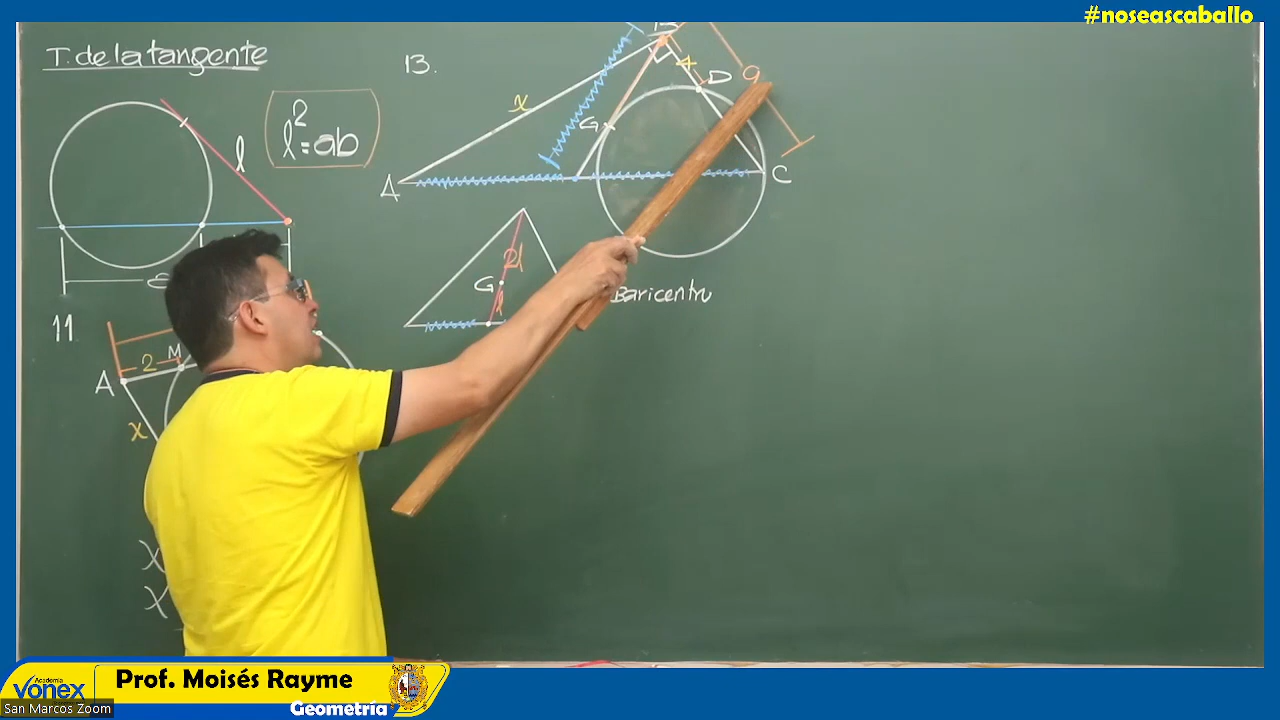 #noseascaballo
T. de la tangente
l
l²=ab
13.
x
4
D
9
G
A
C
2l
G
l
Baricentro
11
2
M
A
x
x
x
Prof. Moisés Rayme
Academia
VONEX
San Marcos Zoom
Geometría